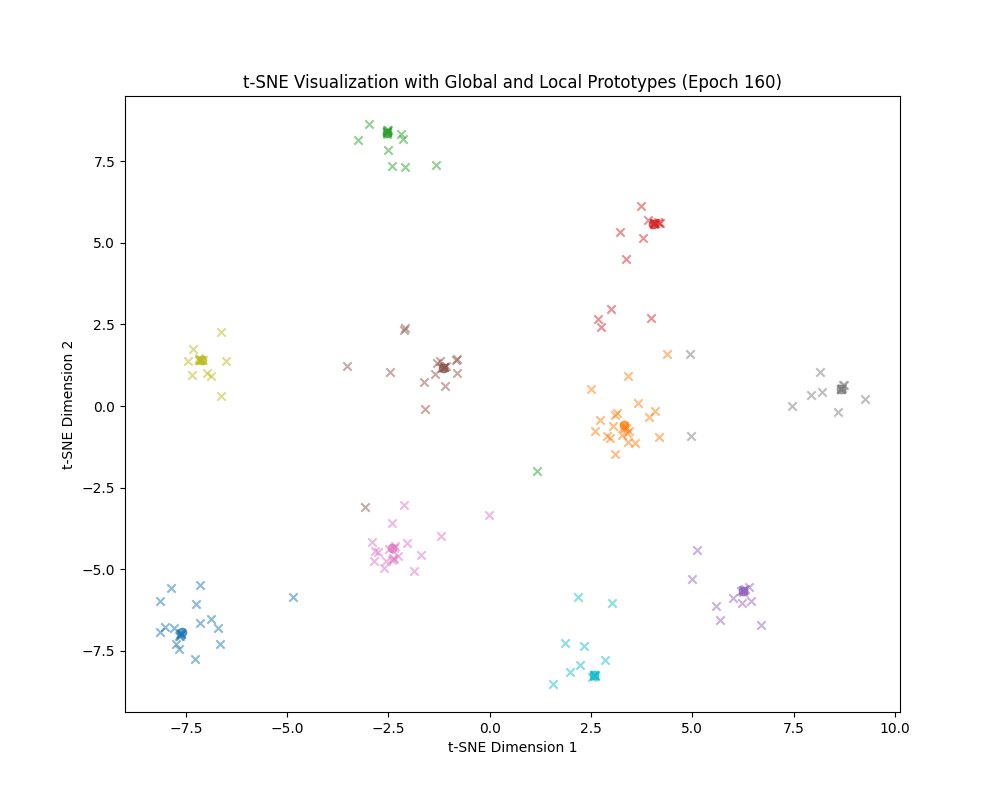 t-SNE Visualization with Global and Local Prototypes (Epoch 160)
t-SNE Dimension 2
7.5
5.0
2.5
0.0
−2.5
−5.0
−7.5
−7.5 −5.0 −2.5 0.0 2.5 5.0 7.5 10.0
t-SNE Dimension 1